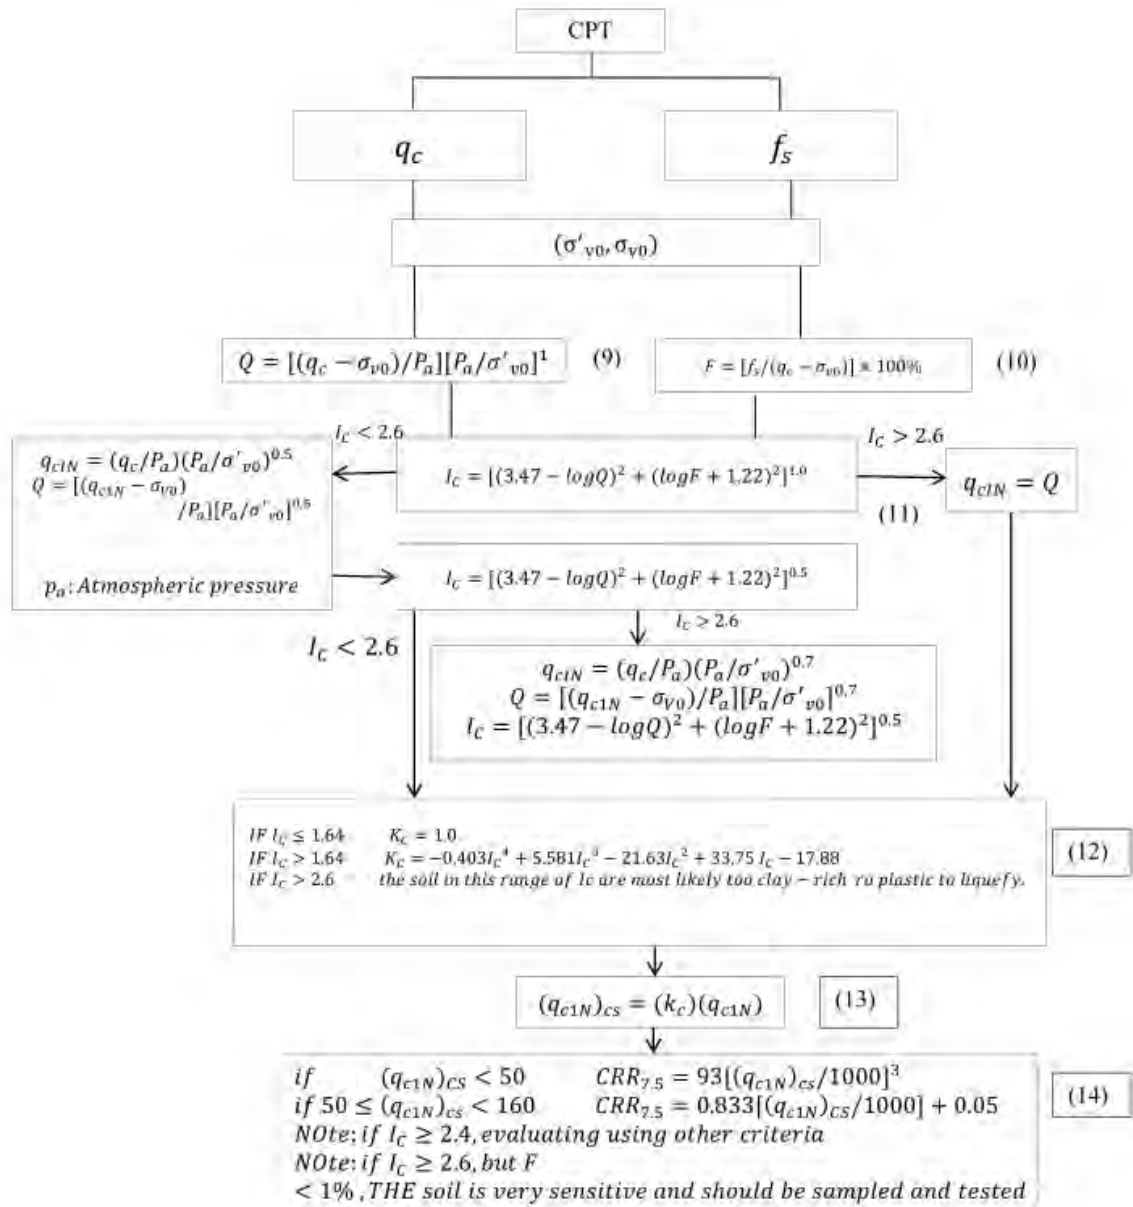 CPT
q_c
f_s
(σ'_v0, σ_v0)
Q = [(q_c − σ_v0)/P_a][P_a/σ'_v0]^1
(9)
F = [f_s/(q_c − σ_v0)] * 100%
(10)
I_C < 2.6
I_C > 2.6
q_cIN = (q_c/P_a)(P_a/σ'_v0)^0.5
Q = [(q_c1N − σ_V0)
/P_a][P_a/σ'_v0]^0.5
p_a: Atmospheric pressure
I_C = [(3.47 − logQ)^2 + (logF + 1.22)^2]^1.0
(11)
q_cIN = Q
I_C = [(3.47 − logQ)^2 + (logF + 1.22)^2]^0.5
I_C < 2.6
I_C > 2.6
q_cIN = (q_c/P_a)(P_a/σ'_v0)^0.7
Q = [(q_c1N − σ_V0)/P_a][P_a/σ'_v0]^0.7
I_C = [(3.47 − logQ)^2 + (logF + 1.22)^2]^0.5
IF I_C ≤ 1.64 K_C = 1.0
IF I_C > 1.64 K_C = −0.403I_C^4 + 5.581I_C^3 − 21.63I_C^2 + 33.75 I_C − 17.88
IF I_C > 2.6 the soil in this range of Ic are most likely too clay − rich ro plastic to liquefy.
(12)
(q_c1N)_cs = (k_c)(q_c1N)
(13)
if (q_c1N)_CS < 50 CRR_7.5 = 93[(q_c1N)_cs/1000]^3
if 50 ≤ (q_c1N)_cs < 160 CRR_7.5 = 0.833[(q_c1N)_CS/1000] + 0.05
NOte; if I_C ≥ 2.4, evaluating using other criteria
NOte: if I_C ≥ 2.6, but F
< 1% , THE soil is very sensitive and should be sampled and tested
(14)